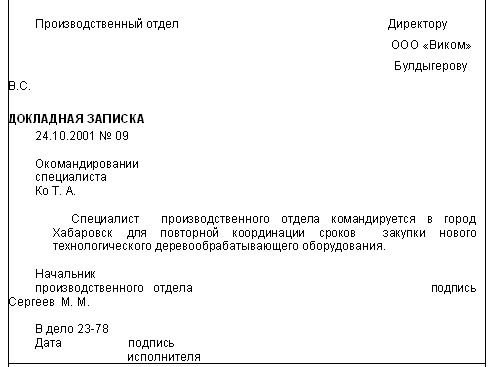 Производственный отдел Директору
ООО «Виком»
Булдыгерову
В.С.
ДОКЛАДНАЯ ЗАПИСКА
24.10.2001 № 09
Окомандировании
специалиста
Ко Т. А.
Специалист производственного отдела командируется в город
Хабаровск для повторной координации сроков закупки нового
технологического деревообрабатывающего оборудования.
Начальник
производственного отдела подпись
Сергеев М. М.
В дело 23-78
Дата подпись
исполнителя